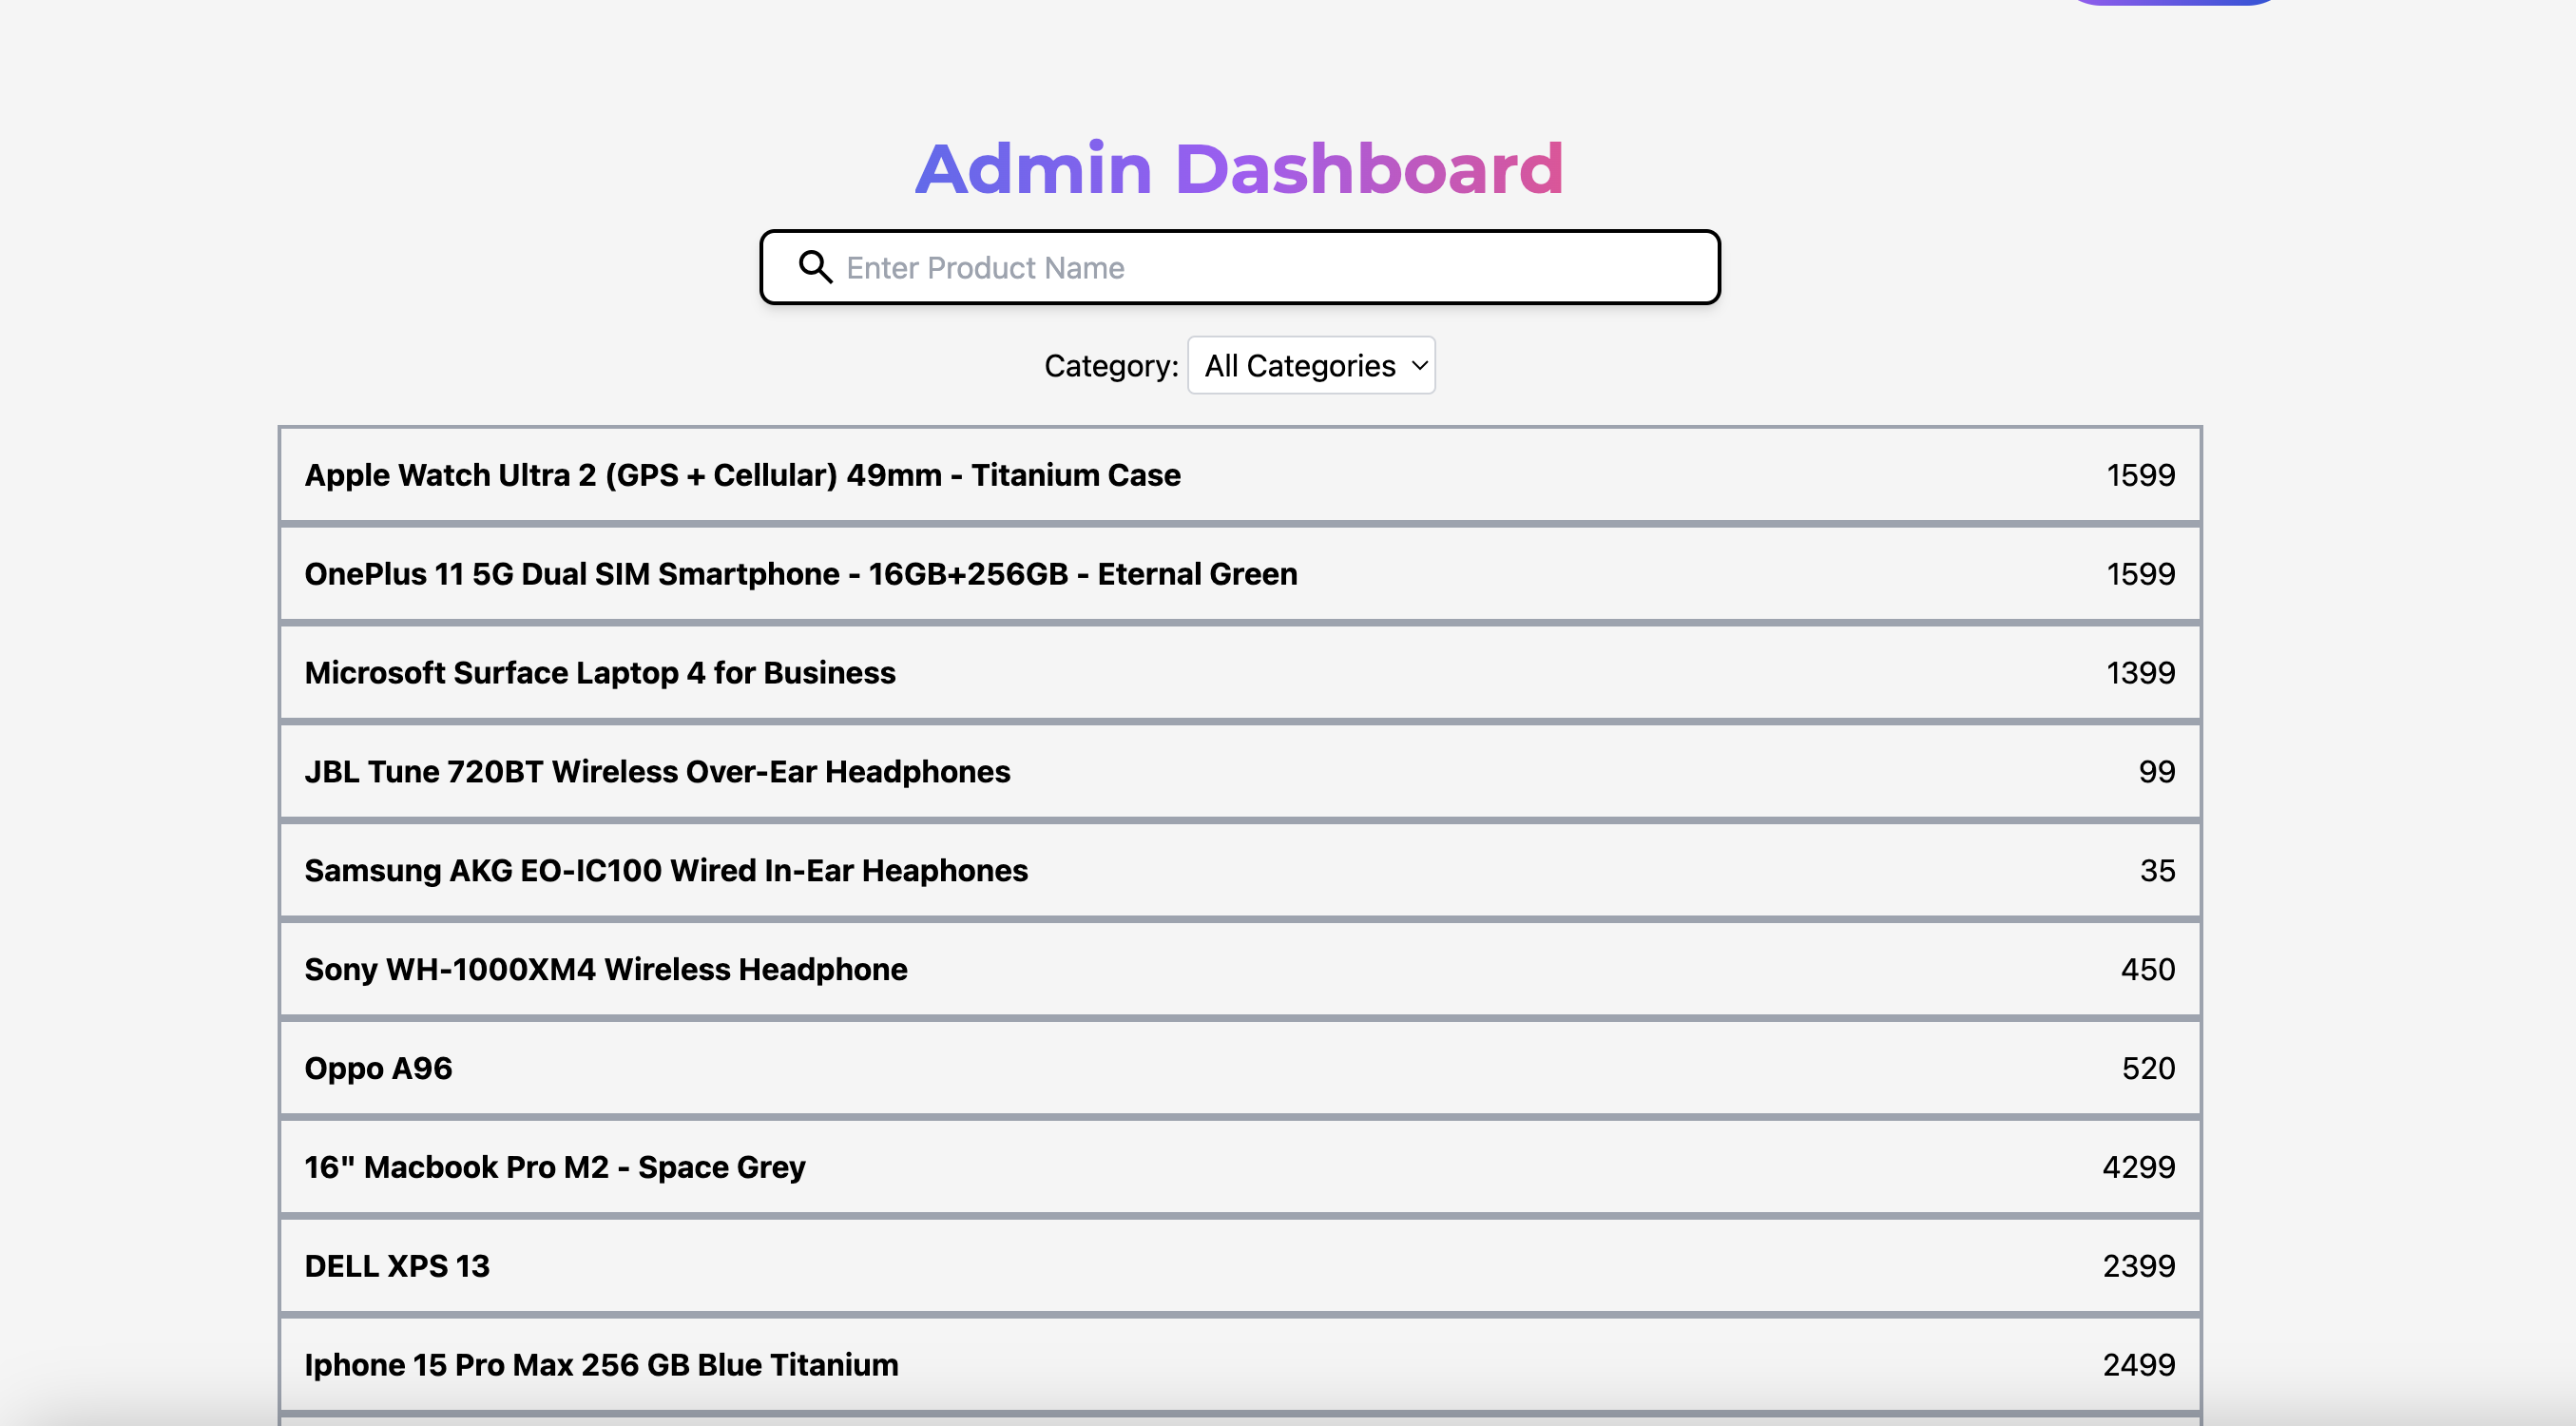 Admin Dashboard
Enter Product Name
Category: All Categories
Apple Watch Ultra 2 (GPS + Cellular) 49mm - Titanium Case 1599
OnePlus 11 5G Dual SIM Smartphone - 16GB+256GB - Eternal Green 1599
Microsoft Surface Laptop 4 for Business 1399
JBL Tune 720BT Wireless Over-Ear Headphones 99
Samsung AKG EO-IC100 Wired In-Ear Heaphones 35
Sony WH-1000XM4 Wireless Headphone 450
Oppo A96 520
16" Macbook Pro M2 - Space Grey 4299
DELL XPS 13 2399
Iphone 15 Pro Max 256 GB Blue Titanium 2499